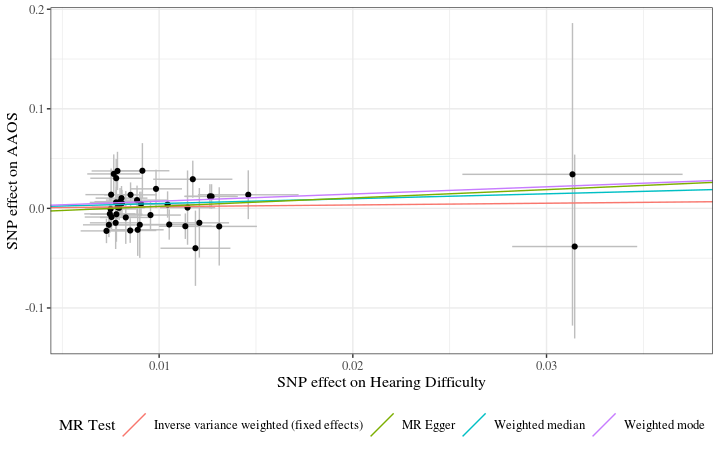 0.2
0.1
0.0
-0.1
SNP effect on AAOS
0.01
0.02
0.03
SNP effect on Hearing Difficulty
MR Test
Inverse variance weighted (fixed effects)
MR Egger
Weighted median
Weighted mode